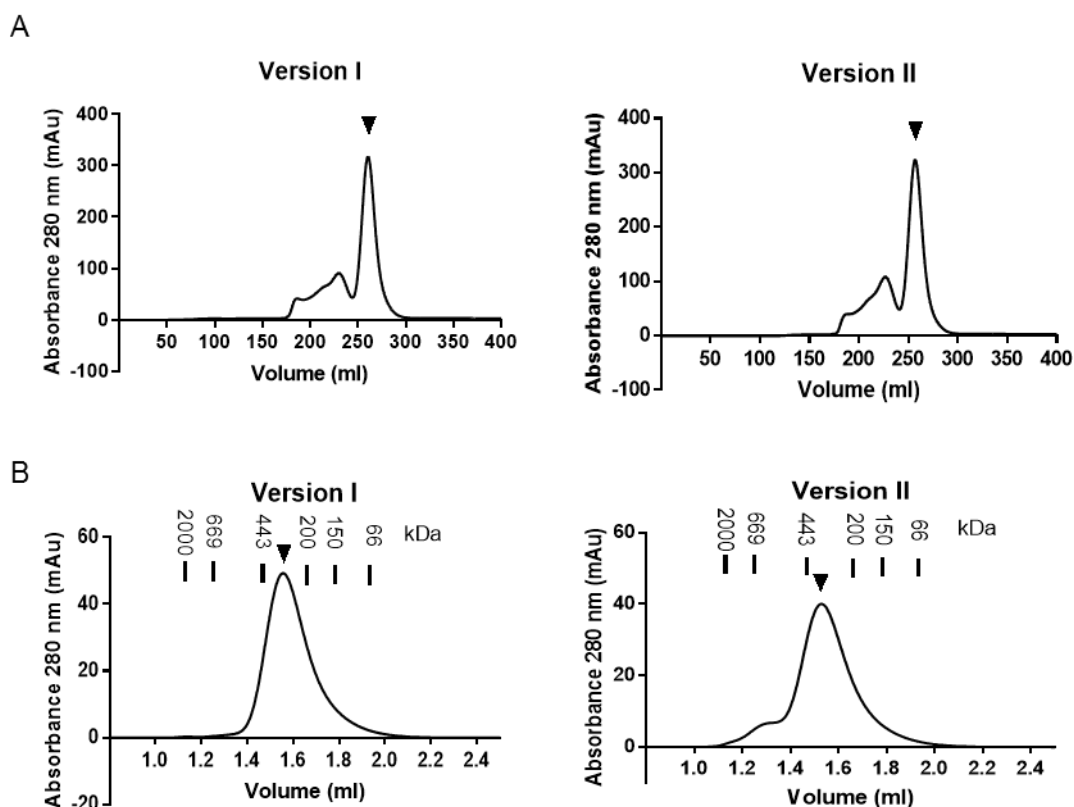 A
Version I
Absorbance 280 nm (mAu)
400
300
200
100
0
-100
50 100 150 200 250 300 350 400
Volume (ml)
Version II
Absorbance 280 nm (mAu)
400
300
200
100
0
-100
50 100 150 200 250 300 350 400
Volume (ml)
B
Version I
2000 669 443 200 150 66 kDa
Absorbance 280 nm (mAu)
60
40
20
0
-20
1.0 1.2 1.4 1.6 1.8 2.0 2.2 2.4
Volume (ml)
Version II
2000 669 443 200 150 66 kDa
Absorbance 280 nm (mAu)
60
40
20
0
1.0 1.2 1.4 1.6 1.8 2.0 2.2 2.4
Volume (ml)